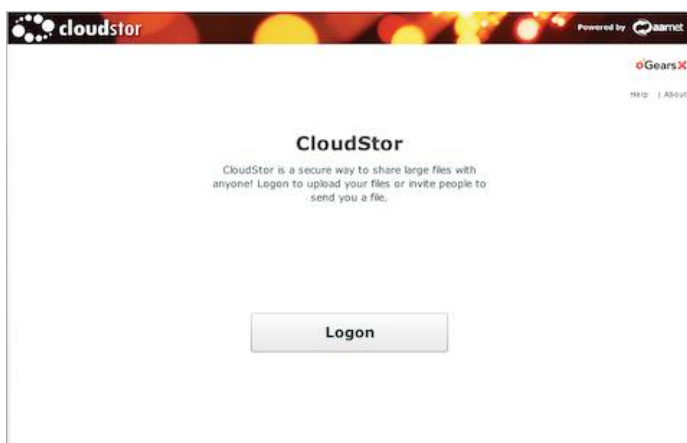 cloudstor
Powered by aarnet
Gears
Help | About
CloudStor
CloudStor is a secure way to share large files with
anyone! Logon to upload your files or invite people to
send you a file.
Logon